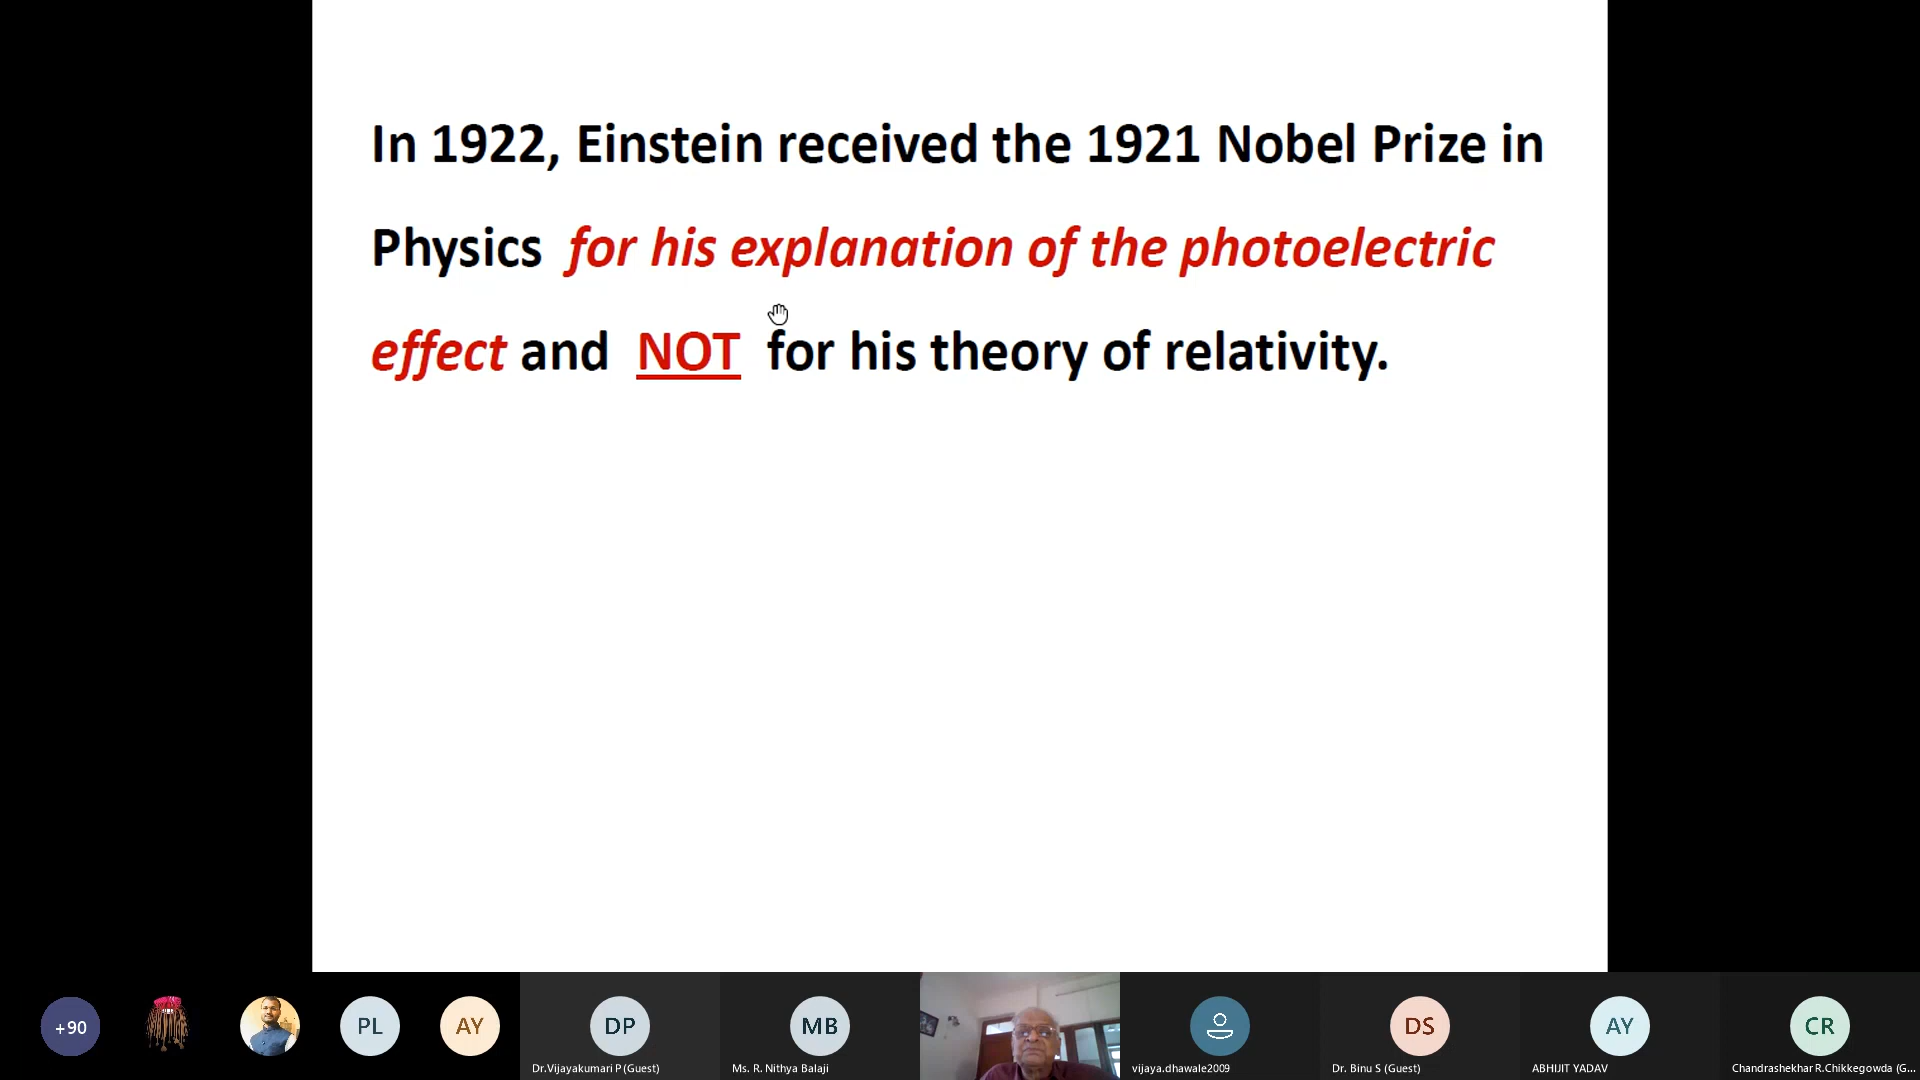 In 1922, Einstein received the 1921 Nobel Prize in
Physics for his explanation of the photoelectric
effect and NOT for his theory of relativity.
+90
PL
AY
DP
MB
DS
AY
CR
Dr.Vijayakumari P (Guest)
Ms. R. Nithya Balaji
vijaya.dhawale2009
Dr. Binu S (Guest)
ABHIJIT YADAV
Chandrashekhar R.Chikkegowda (G...